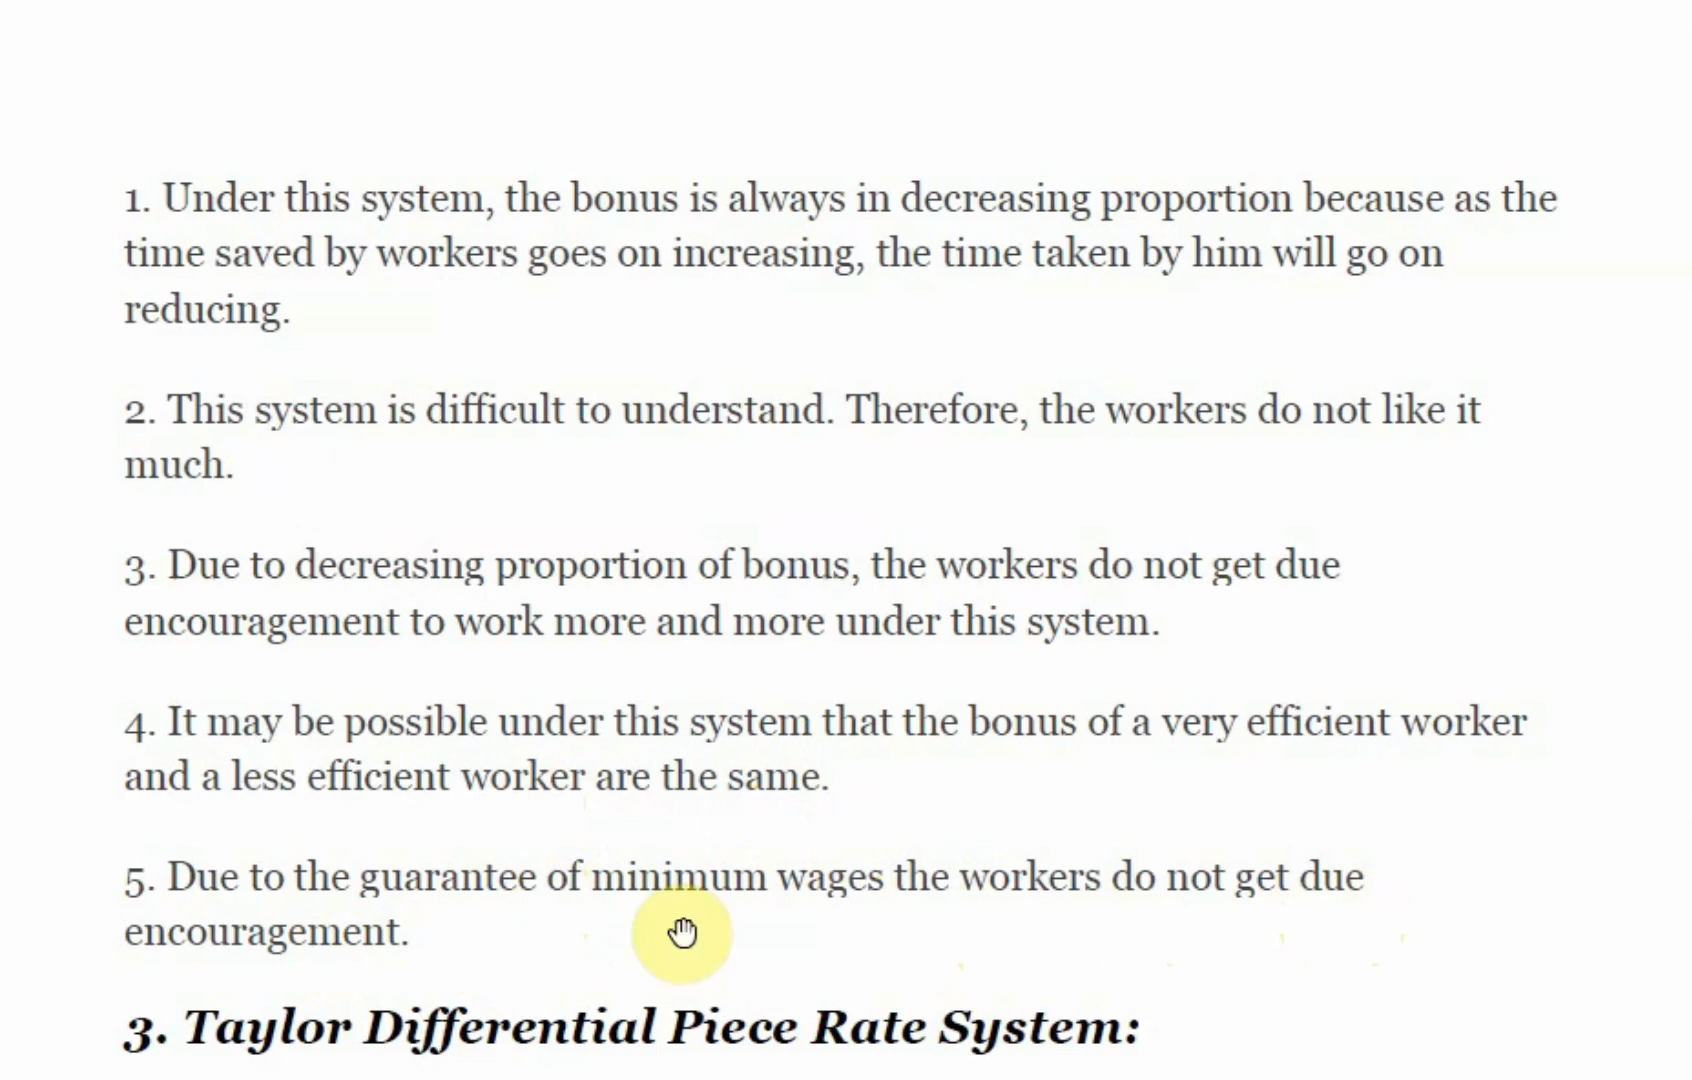 1. Under this system, the bonus is always in decreasing proportion because as the
time saved by workers goes on increasing, the time taken by him will go on
reducing.
2. This system is difficult to understand. Therefore, the workers do not like it
much.
3. Due to decreasing proportion of bonus, the workers do not get due
encouragement to work more and more under this system.
4. It may be possible under this system that the bonus of a very efficient worker
and a less efficient worker are the same.
5. Due to the guarantee of minimum wages the workers do not get due
encouragement.
3. Taylor Differential Piece Rate System: